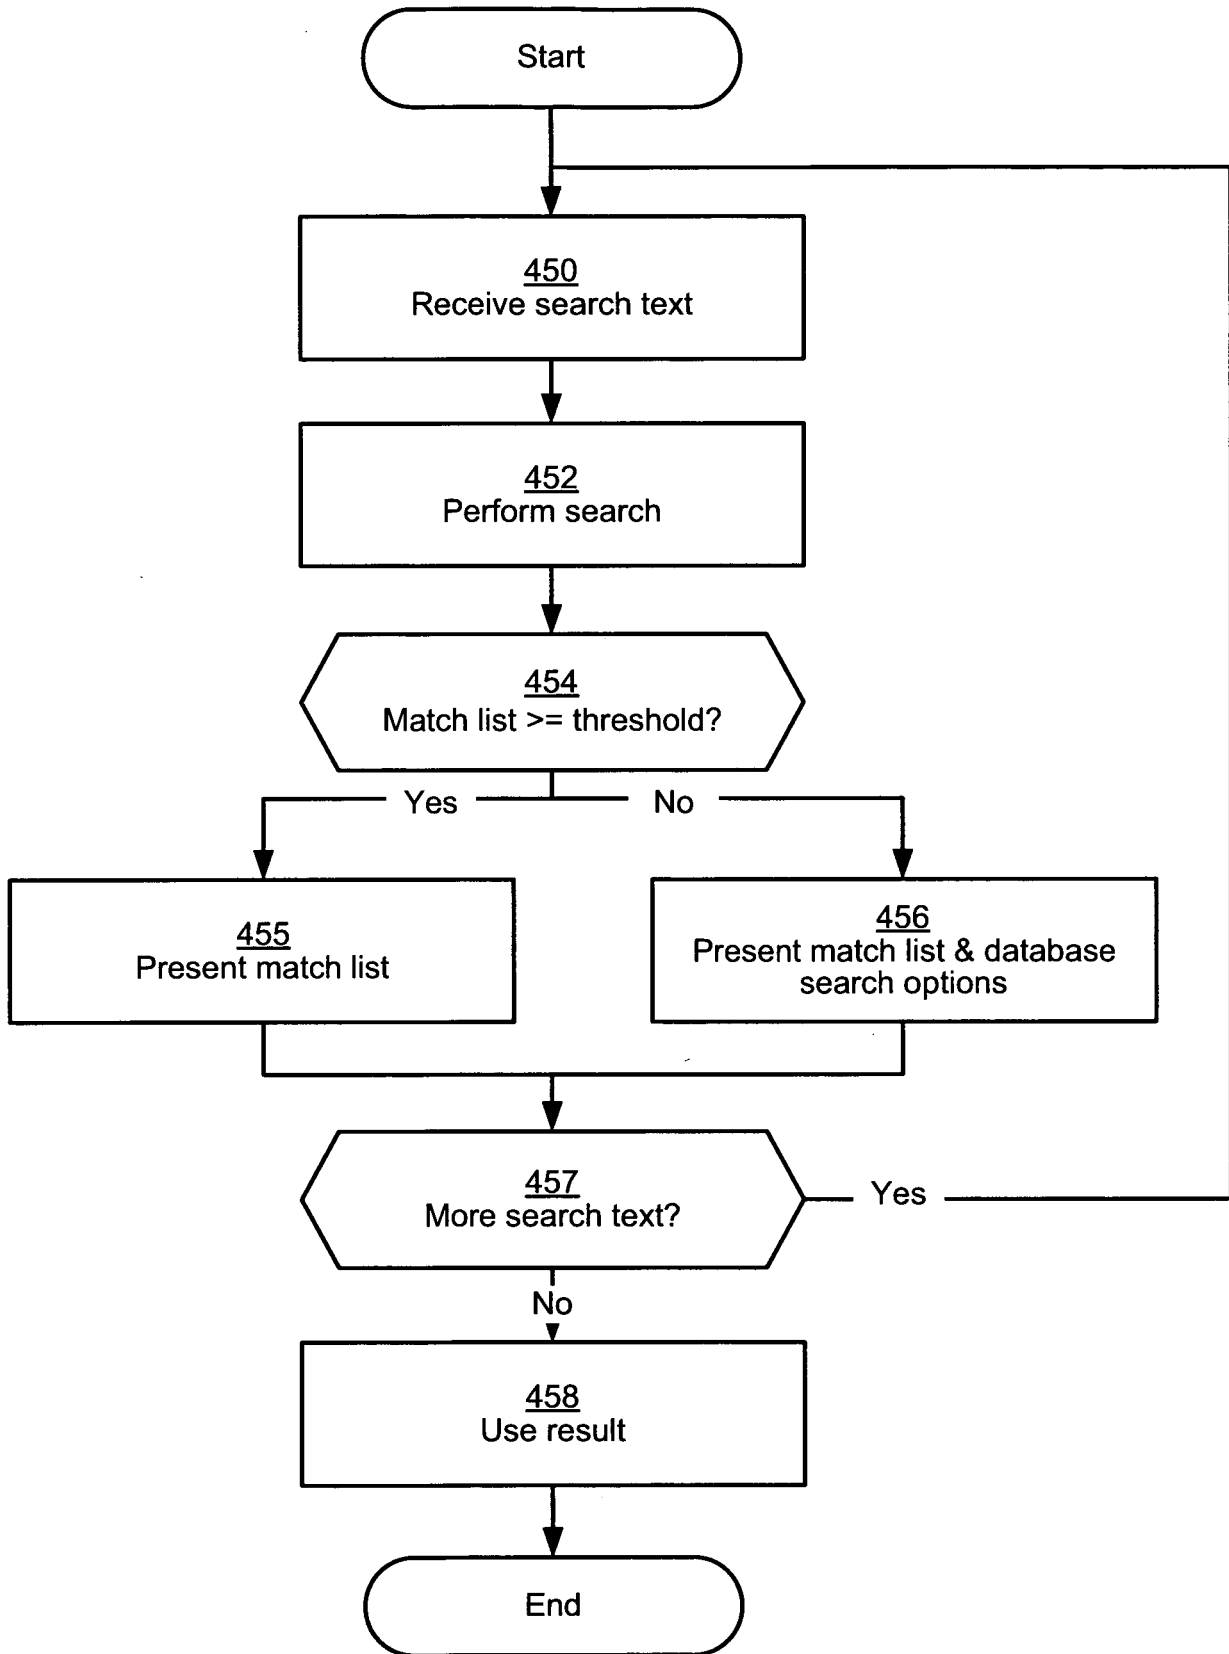 Start
450
Receive search text
452
Perform search
454
Match list >= threshold?
Yes
No
455
Present match list
456
Present match list & database
search options
457
More search text?
Yes
No
458
Use result
End